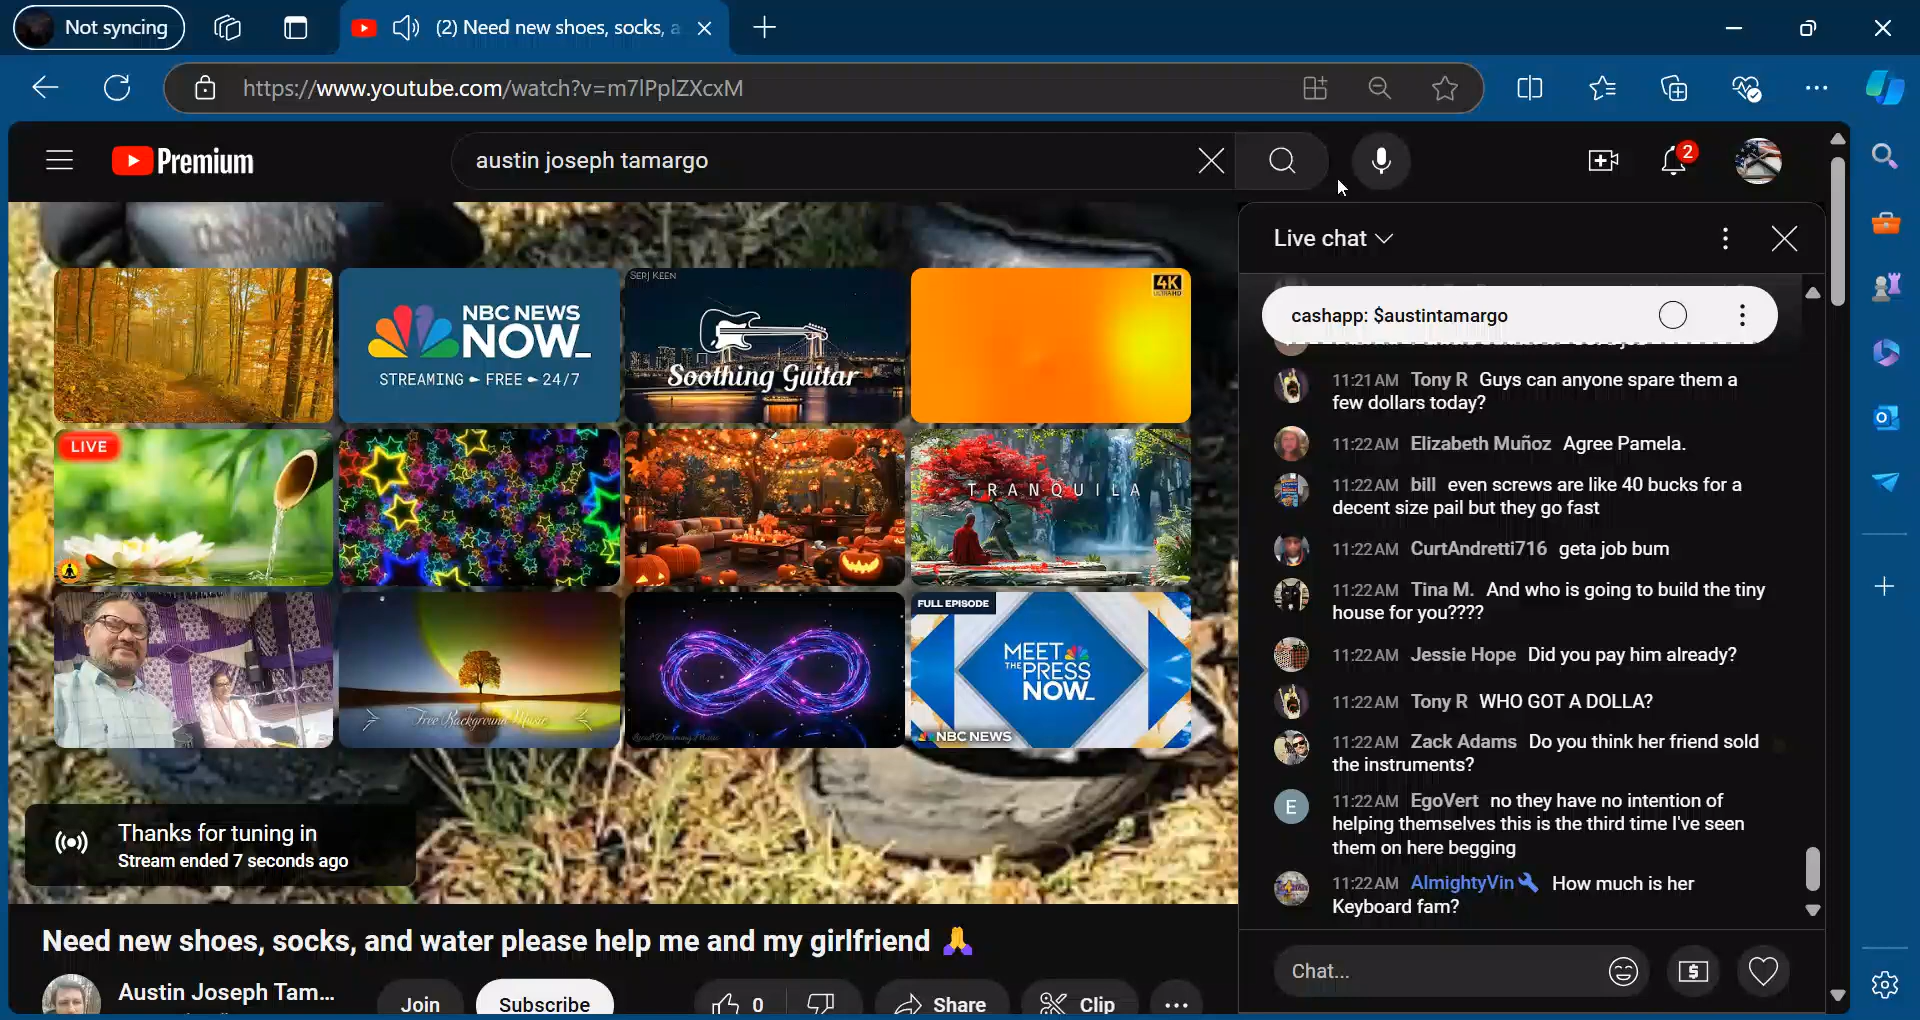 Not syncing
(2) Need new shoes, socks, a
https://www.youtube.com/watch?v=m7lPplZXcxM
Premium
austin joseph tamargo
2
Live chat
cashapp: $austintamargo
11:21 AM Tony R Guys can anyone spare them a
few dollars today?
11:22 AM Elizabeth Muñoz Agree Pamela.
11:22 AM bill even screws are like 40 bucks for a
decent size pail but they go fast
11:22 AM CurtAndretti716 geta job bum
11:22 AM Tina M. And who is going to build the tiny
house for you????
11:22 AM Jessie Hope Did you pay him already?
11:22 AM Tony R WHO GOT A DOLLA?
11:22 AM Zack Adams Do you think her friend sold
the instruments?
E
11:22 AM EgoVert no they have no intention of
helping themselves this is the third time I've seen
them on here begging
11:22 AM AlmightyVin How much is her
Keyboard fam?
Chat...
NBC NEWS
NOW_
STREAMING ▸ FREE ▸ 24/7
SERJ KEEN
Soothing Guitar
4K
ULTRA HD
LIVE
TRANQUILA
Free Background Music
FULL EPISODE
MEET
THE PRESS
NOW_
NBC NEWS
Thanks for tuning in
Stream ended 7 seconds ago
Need new shoes, socks, and water please help me and my girlfriend 🙏
Austin Joseph Tam...
Join
Subscribe
0
Share
Clip